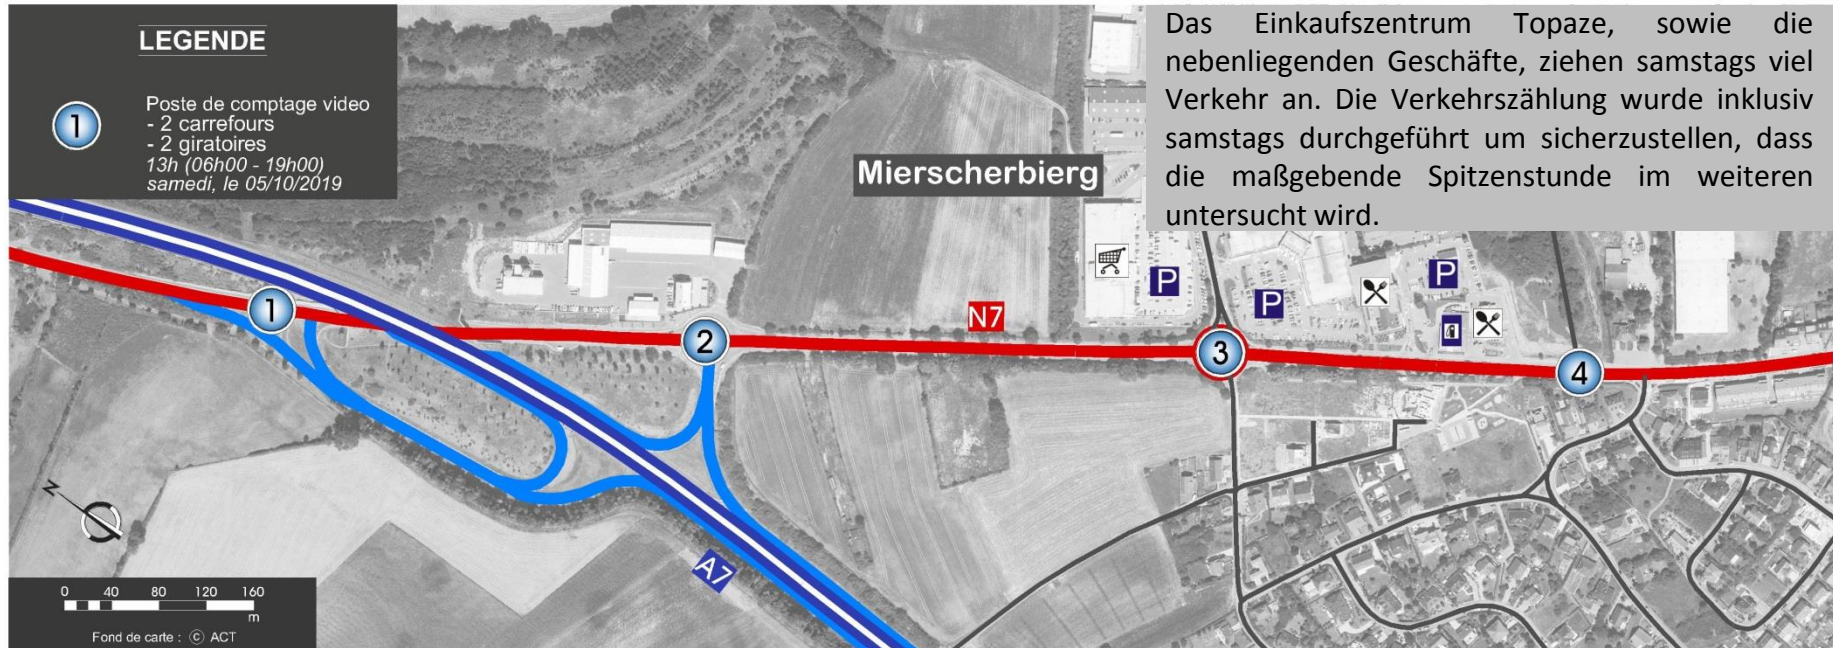 LEGENDE
1
Poste de comptage video
- 2 carrefours
- 2 giratoires
13h (06h00 - 19h00)
samedi, le 05/10/2019
Das Einkaufszentrum Topaze, sowie die
nebenliegenden Geschäfte, ziehen samstags viel
Verkehr an. Die Verkehrszählung wurde inklusiv
samstags durchgeführt um sicherzustellen, dass
die maßgebende Spitzenstunde im weiteren
untersucht wird.
Mierscherbierg
P
P
P
N7
1
2
3
4
N
A7
0 40 80 120 160
m
Fond de carte : © ACT